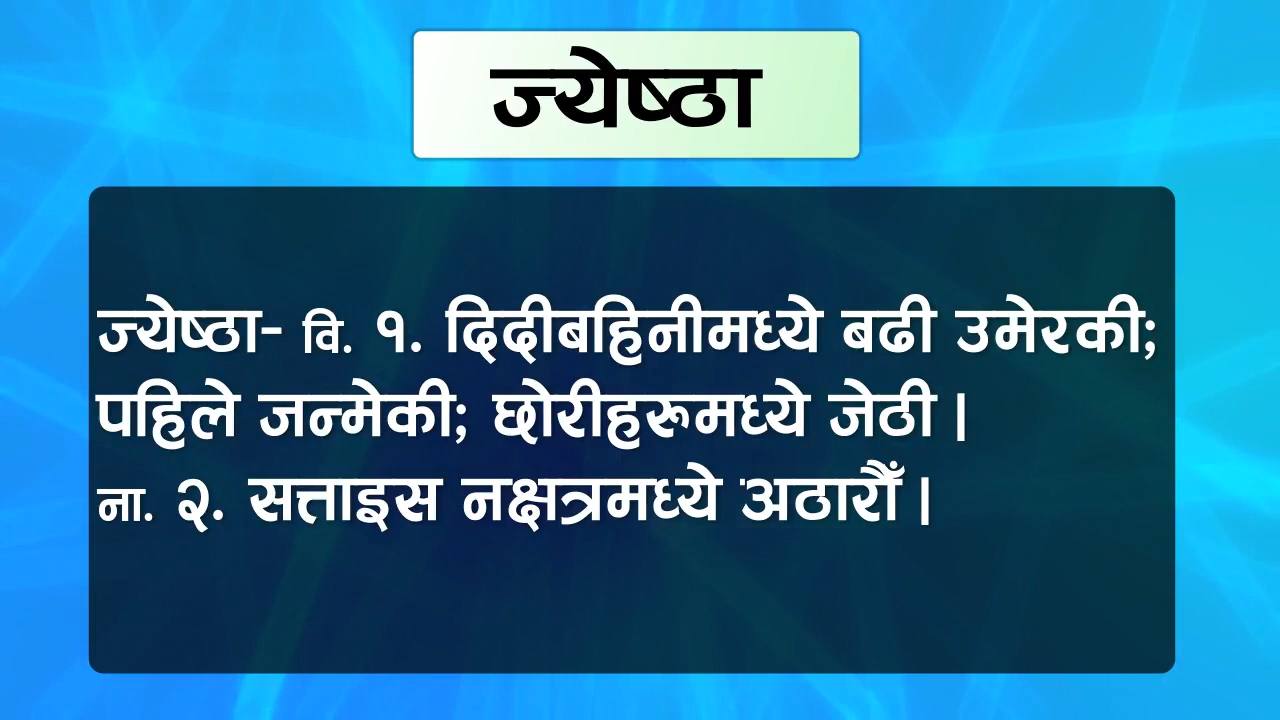 ज्येष्ठा
ज्येष्ठा- वि. १. दिदीबहिनीमध्ये बढी उमेरकी;
पहिले जन्मेकी; छोरीहरूमध्ये जेठी |
ना. २. सत्ताइस नक्षत्रमध्ये अठारौँ |